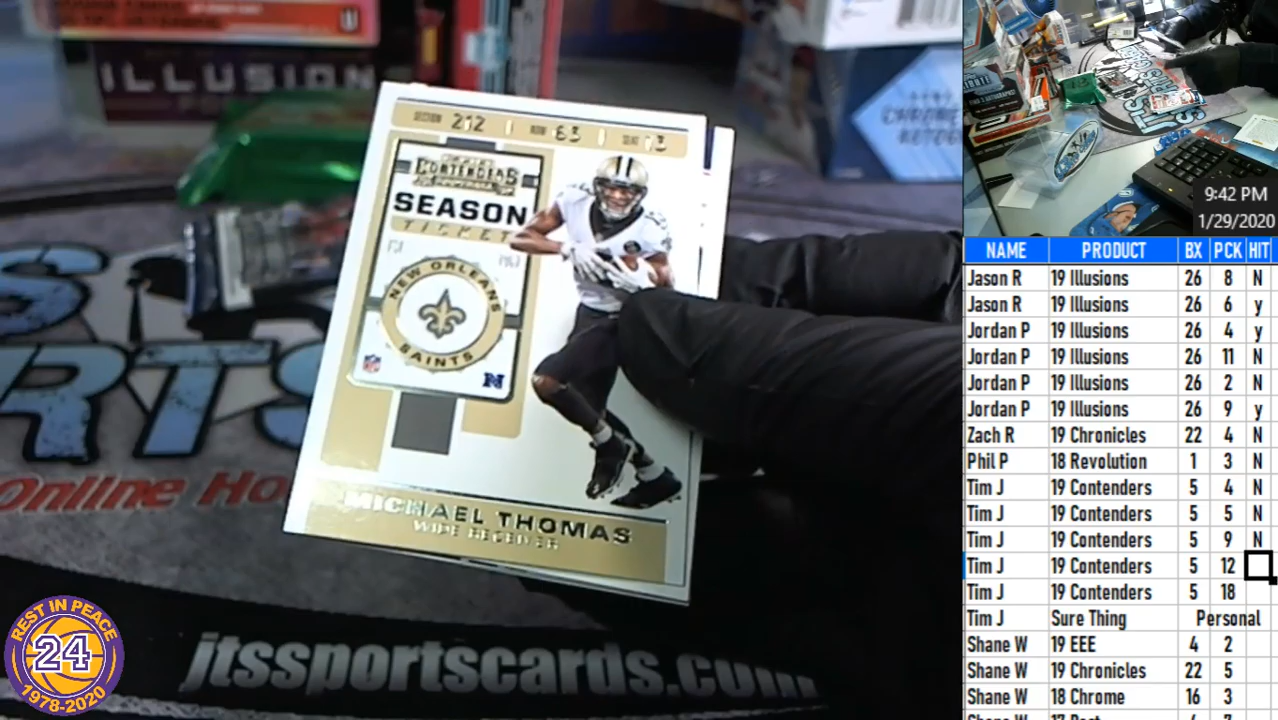 ILLUSION
SECTION 212 ROW 63
CONTENDERS
SEASON
TICKET
NEW ORLEANS
SAINTS
NFL
N
MICHAEL THOMAS
WIDE RECEIVER
S
RTS
Online Ho
jtssportscards.com
REST IN PEACE
24
1978-2020
9:42 PM
1/29/2020
NAME PRODUCT BX PCK HIT
Jason R 19 Illusions 26 8 N
Jason R 19 Illusions 26 6 y
Jordan P 19 Illusions 26 4 y
Jordan P 19 Illusions 26 11 N
Jordan P 19 Illusions 26 2 N
Jordan P 19 Illusions 26 9 y
Zach R 19 Chronicles 22 4 N
Phil P 18 Revolution 1 3 N
Tim J 19 Contenders 5 4 N
Tim J 19 Contenders 5 5 N
Tim J 19 Contenders 5 9 N
Tim J 19 Contenders 5 12
Tim J 19 Contenders 5 18
Tim J Sure Thing Personal
Shane W 19 EEE 4 2
Shane W 19 Chronicles 22 5
Shane W 18 Chrome 16 3